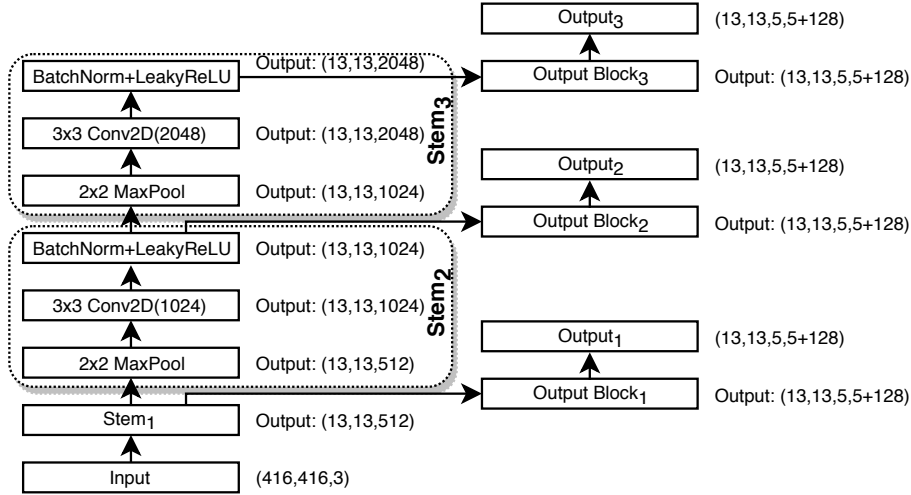 Output3 (13,13,5,5+128)
Output: (13,13,2048)
BatchNorm+LeakyReLU Output Block3 Output: (13,13,5,5+128)
3x3 Conv2D(2048) Output: (13,13,2048)
Stem3
2x2 MaxPool Output: (13,13,1024)
Output2 (13,13,5,5+128)
Output Block2 Output: (13,13,5,5+128)
BatchNorm+LeakyReLU Output: (13,13,1024)
3x3 Conv2D(1024) Output: (13,13,1024)
Stem2
Output1 (13,13,5,5+128)
2x2 MaxPool Output: (13,13,512)
Output Block1 Output: (13,13,5,5+128)
Stem1 Output: (13,13,512)
Input (416,416,3)